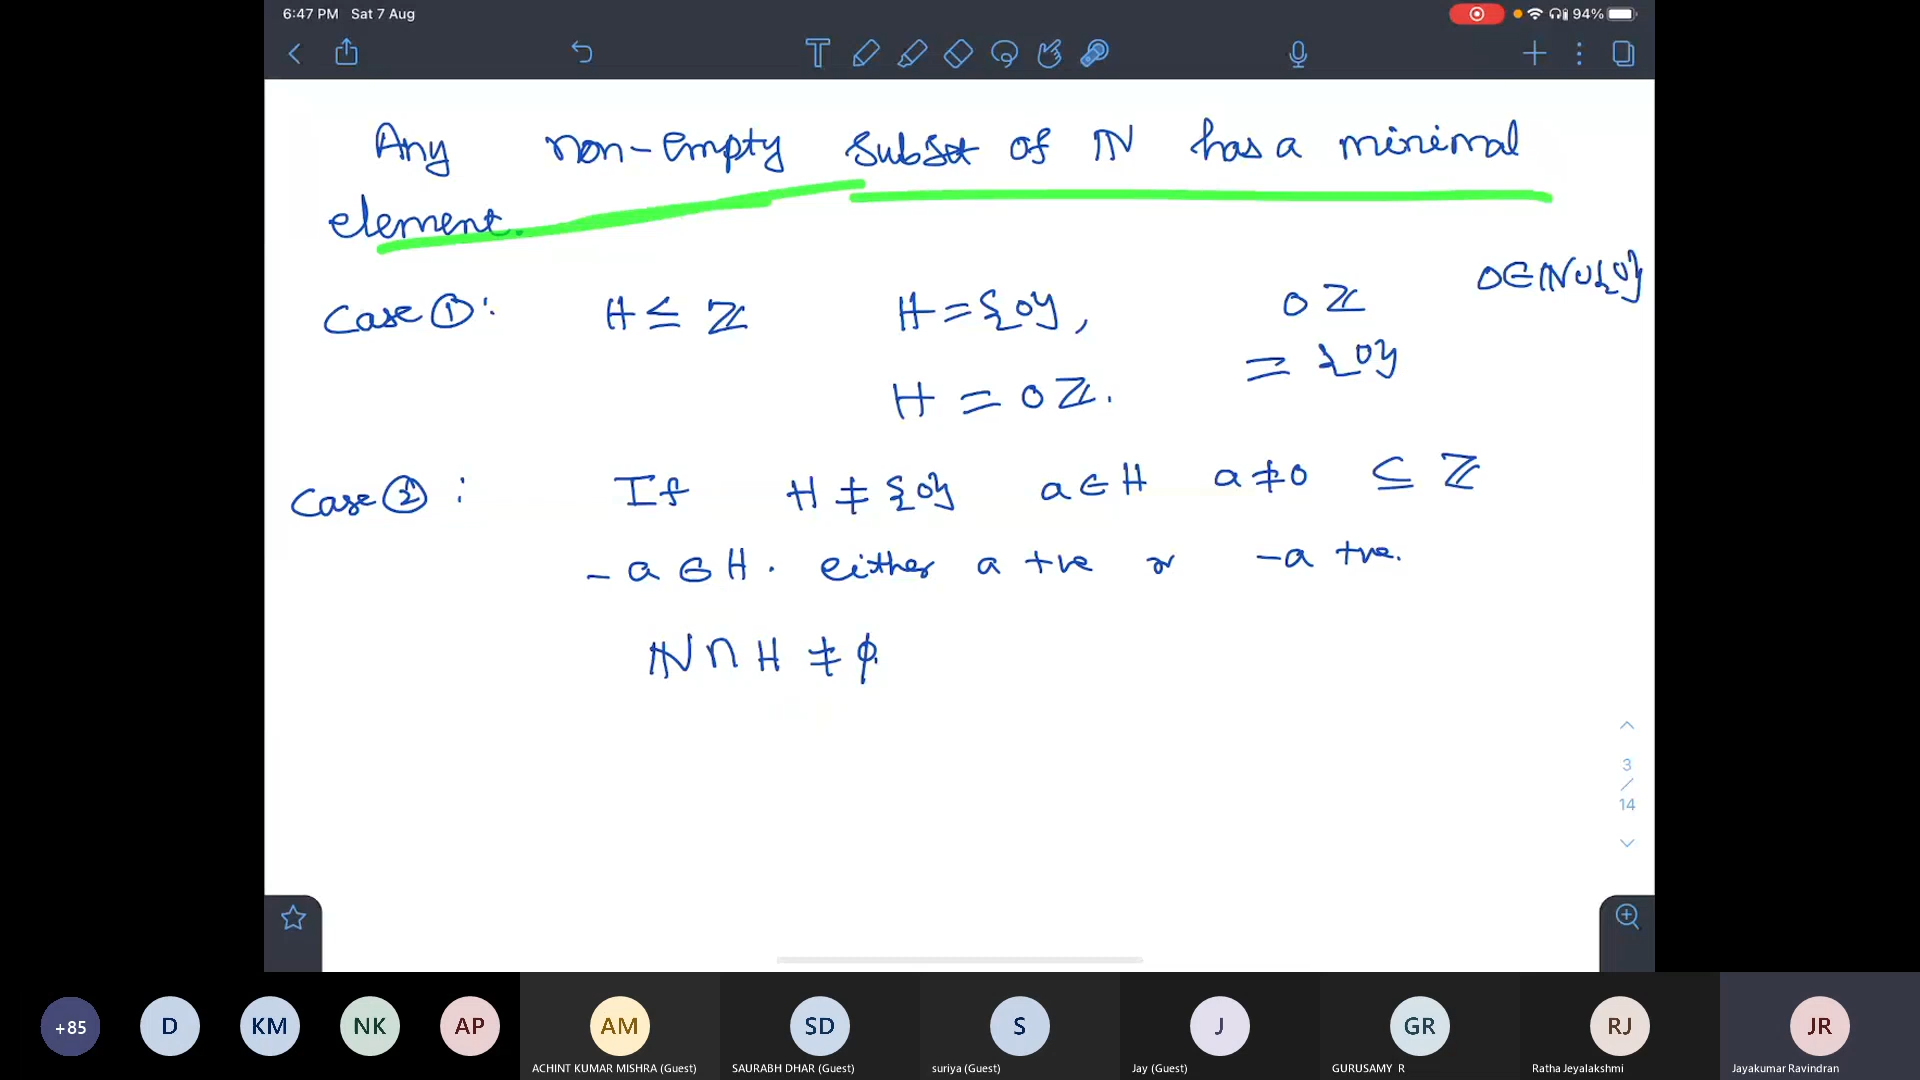 6:47 PM Sat 7 Aug
94%
Any non-empty subset of ℕ has a minimal
element.
0∈ℕ∪{0}
Case ①: H ≤ ℤ H = {0}, 0ℤ
= {0}
H = 0ℤ.
Case ②: If H ≠ {0} a∈H a≠0 ⊆ ℤ
-a∈H. either a +ve or -a +ve.
ℕ∩H ≠ ϕ.
3
/
14
+85 D KM NK AP AM SD S J GR RJ JR
ACHINT KUMAR MISHRA (Guest) SAURABH DHAR (Guest) suriya (Guest) Jay (Guest) GURUSAMY R Ratha Jeyalakshmi Jayakumar Ravindran